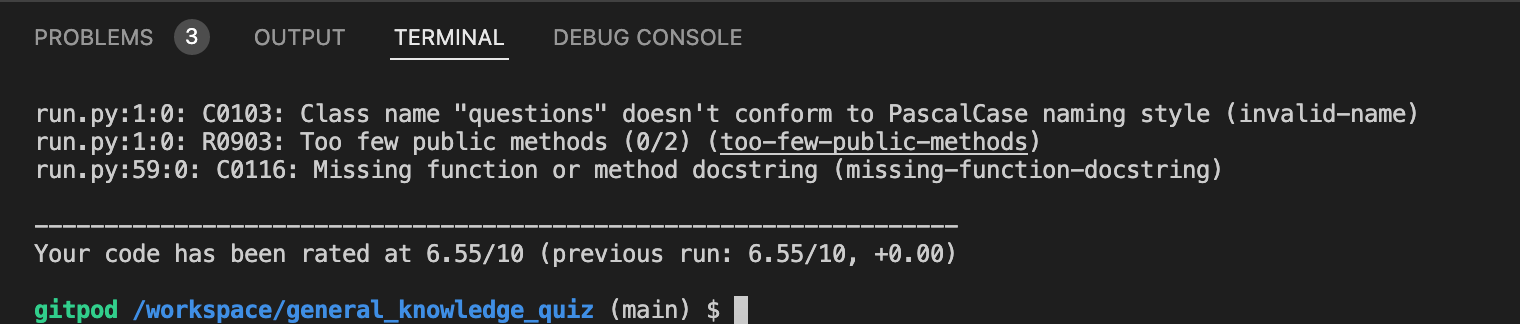 PROBLEMS 3 OUTPUT TERMINAL DEBUG CONSOLE
run.py:1:0: C0103: Class name "questions" doesn't conform to PascalCase naming style (invalid-name)
run.py:1:0: R0903: Too few public methods (0/2) (too-few-public-methods)
run.py:59:0: C0116: Missing function or method docstring (missing-function-docstring)
------------------------------------------------------------------
Your code has been rated at 6.55/10 (previous run: 6.55/10, +0.00)
gitpod /workspace/general_knowledge_quiz (main) $